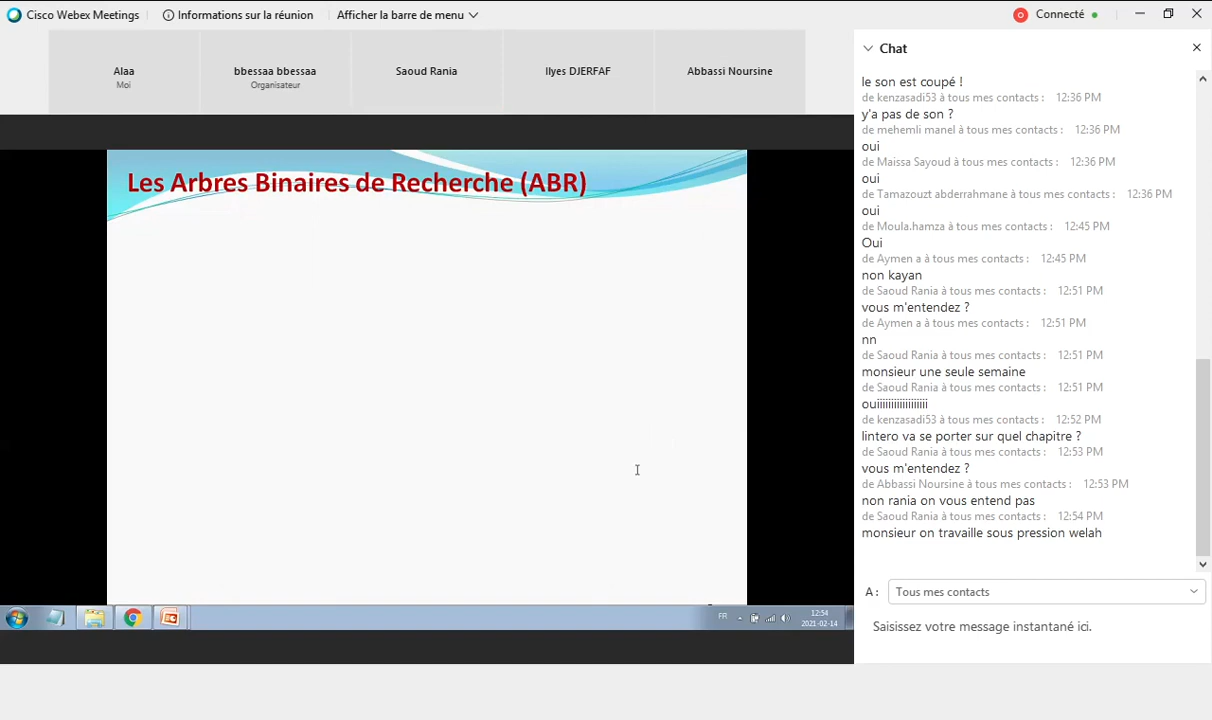 Cisco Webex Meetings
Informations sur la réunion
Afficher la barre de menu
Connecté
Alaa
Moi
bbessaa bbessaa
Organisateur
Saoud Rania
Ilyes DJERFAF
Abbassi Noursine
Les Arbres Binaires de Recherche (ABR)
FR
12:54
2021-02-14
Chat
le son est coupé !
de kenzasadi53 à tous mes contacts : 12:36 PM
y'a pas de son ?
de mehemli manel à tous mes contacts : 12:36 PM
oui
de Maissa Sayoud à tous mes contacts : 12:36 PM
oui
de Tamazouzt abderrahmane à tous mes contacts : 12:36 PM
oui
de Moula.hamza à tous mes contacts : 12:45 PM
Oui
de Aymen a à tous mes contacts : 12:45 PM
non kayan
de Saoud Rania à tous mes contacts : 12:51 PM
vous m'entendez ?
de Aymen a à tous mes contacts : 12:51 PM
nn
de Saoud Rania à tous mes contacts : 12:51 PM
monsieur une seule semaine
de Saoud Rania à tous mes contacts : 12:51 PM
ouiiiiiiiiiiiiiiiiii
de kenzasadi53 à tous mes contacts : 12:52 PM
lintero va se porter sur quel chapitre ?
de Saoud Rania à tous mes contacts : 12:53 PM
vous m'entendez ?
de Abbassi Noursine à tous mes contacts : 12:53 PM
non rania on vous entend pas
de Saoud Rania à tous mes contacts : 12:54 PM
monsieur on travaille sous pression welah
A : Tous mes contacts
Saisissez votre message instantané ici.